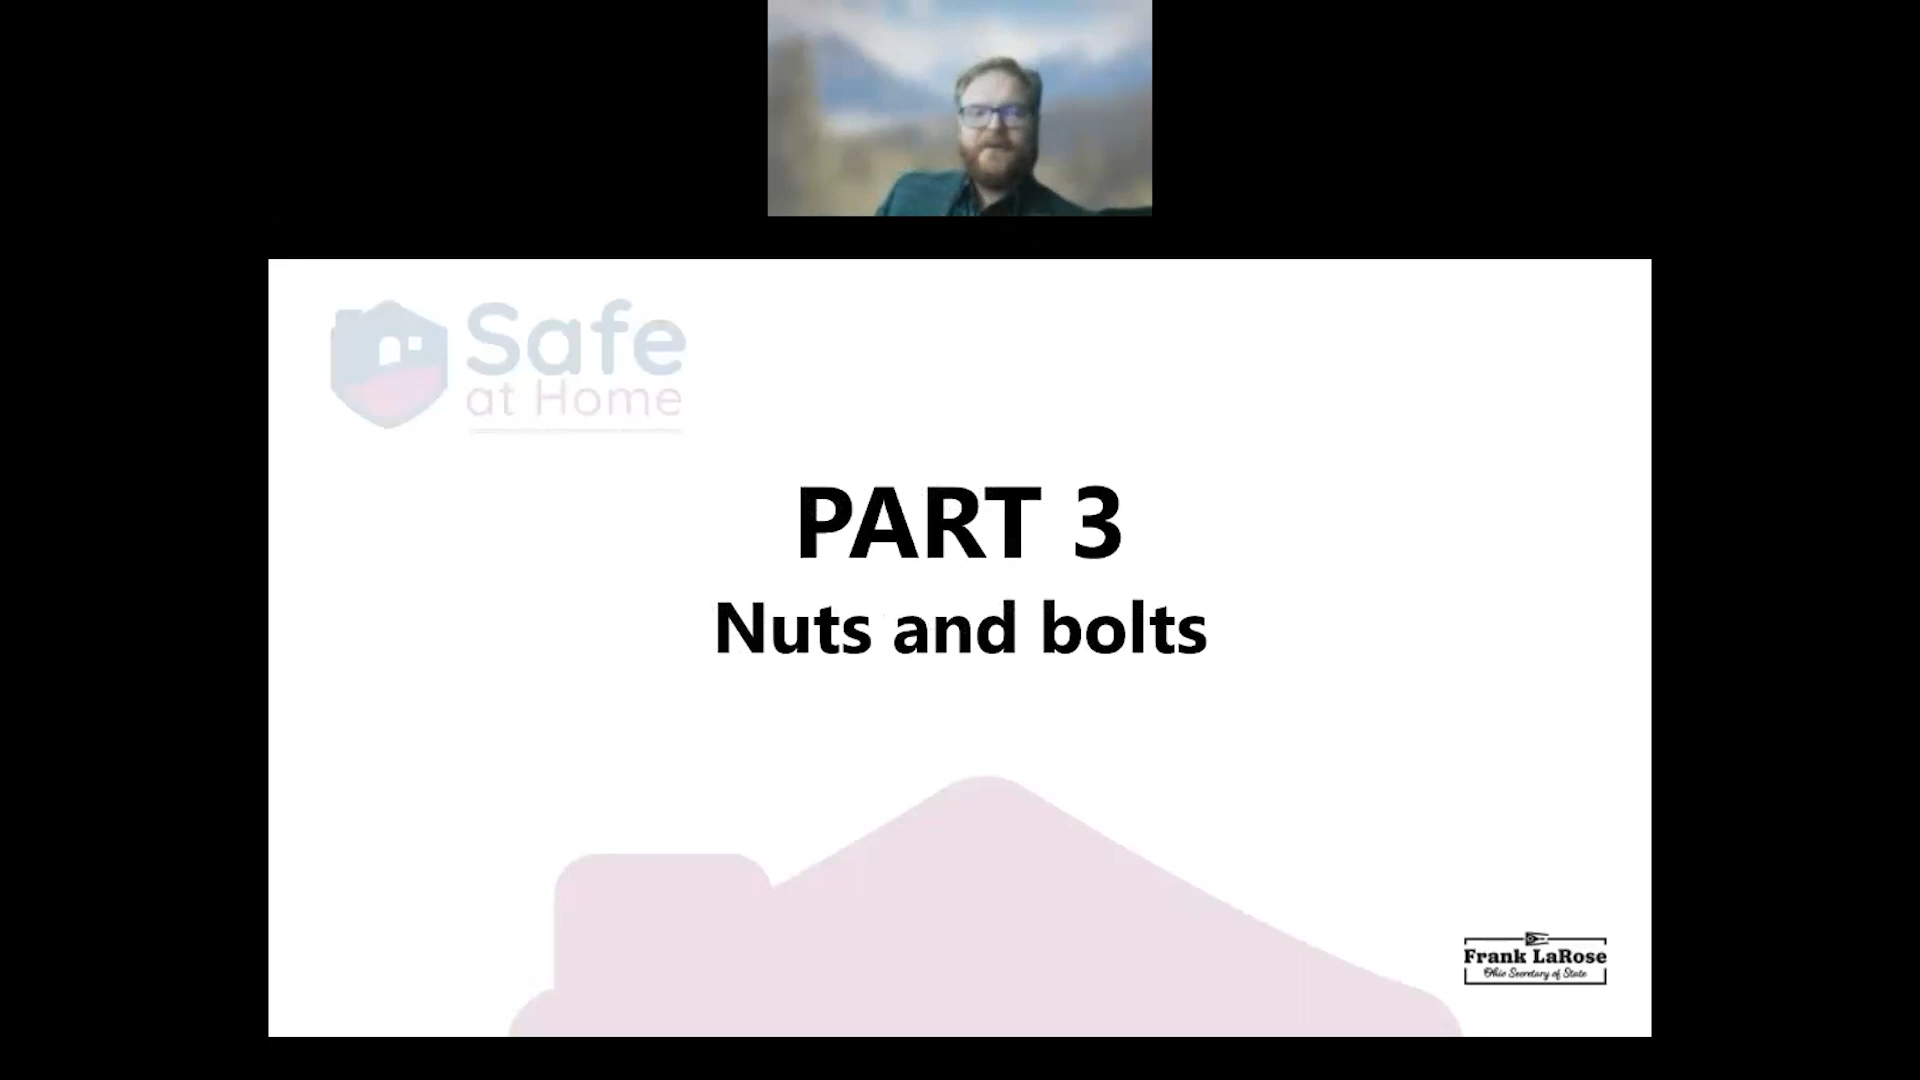 Safe
at Home
PART 3
Nuts and bolts
Frank LaRose
Ohio Secretary of State